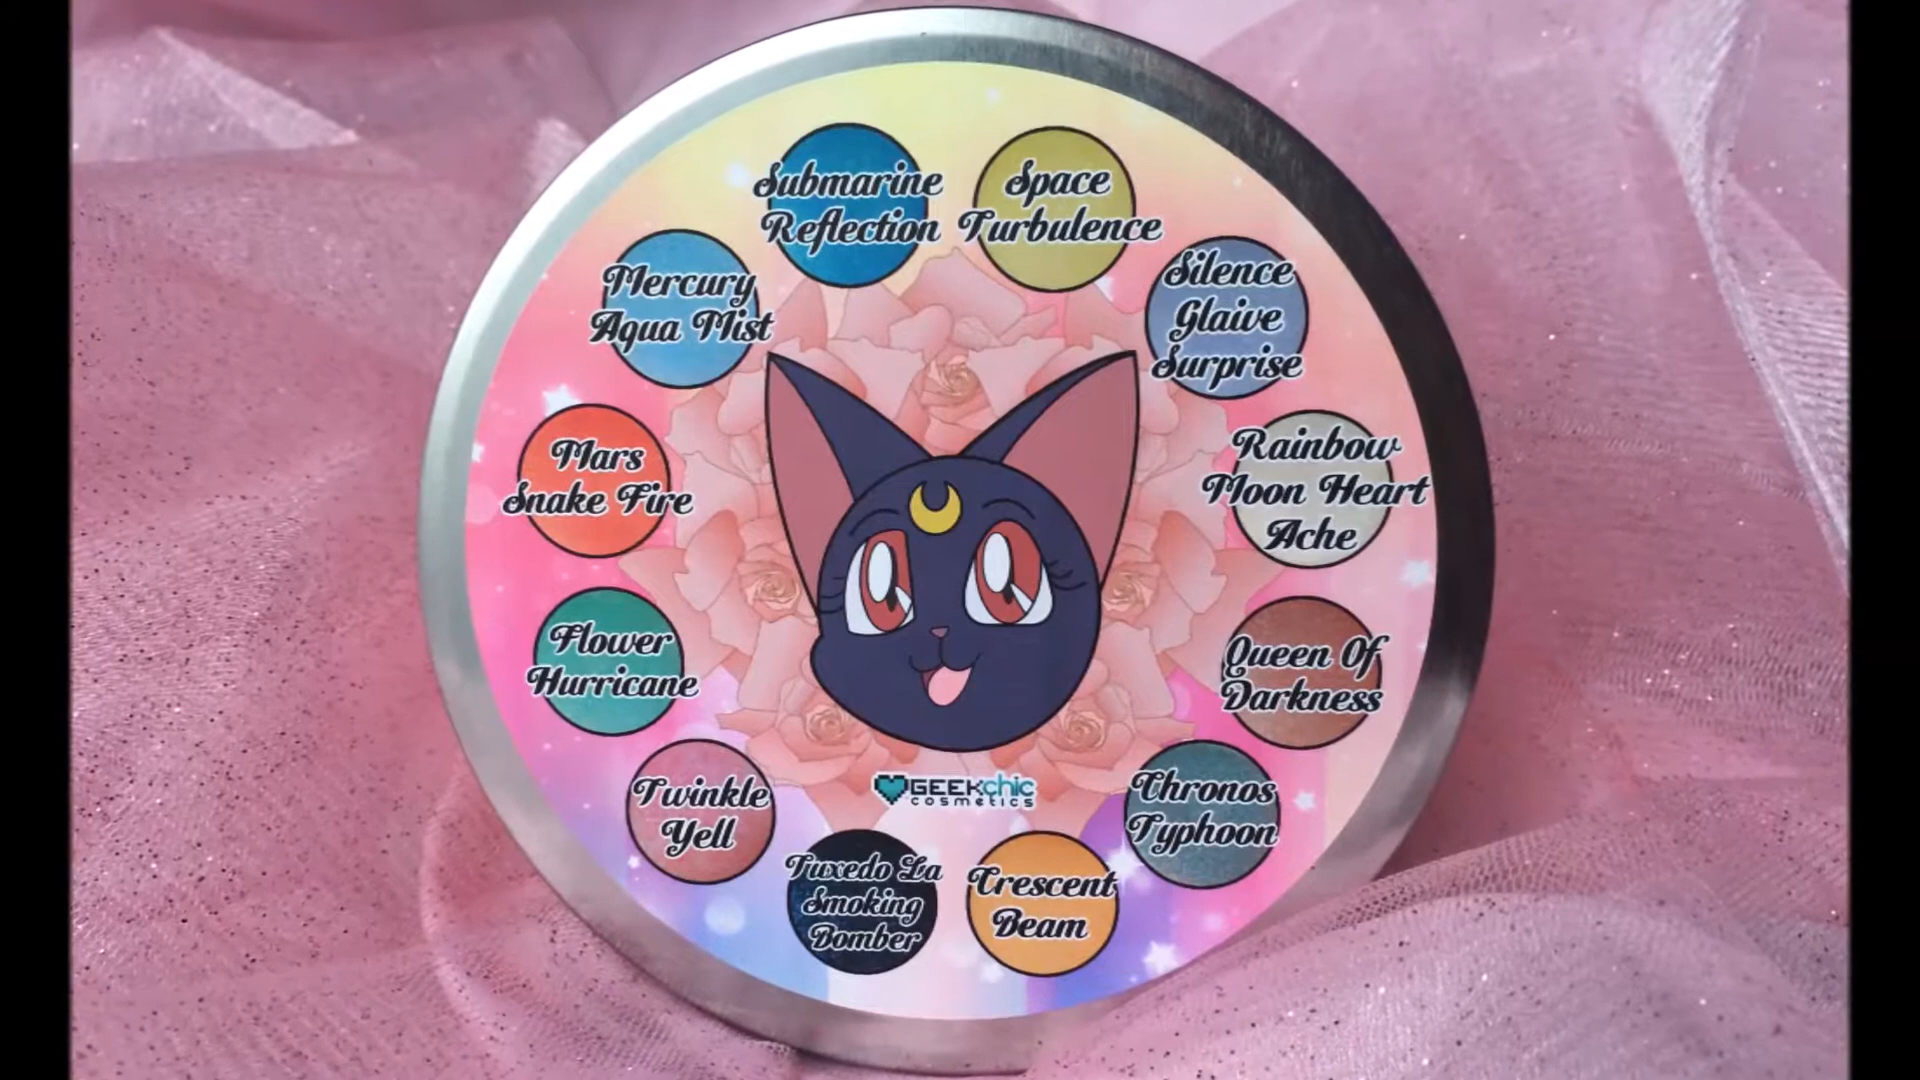 Submarine
Reflection
Space
Turbulence
Silence
Glaive
Surprise
Rainbow
Moon Heart
Ache
Queen Of
Darkness
Chronos
Typhoon
Crescent
Beam
Tuxedo La
Smoking
Bomber
Twinkle
Yell
Flower
Hurricane
Mars
Snake Fire
Mercury
Aqua Mist
GEEKchic
cosmetics